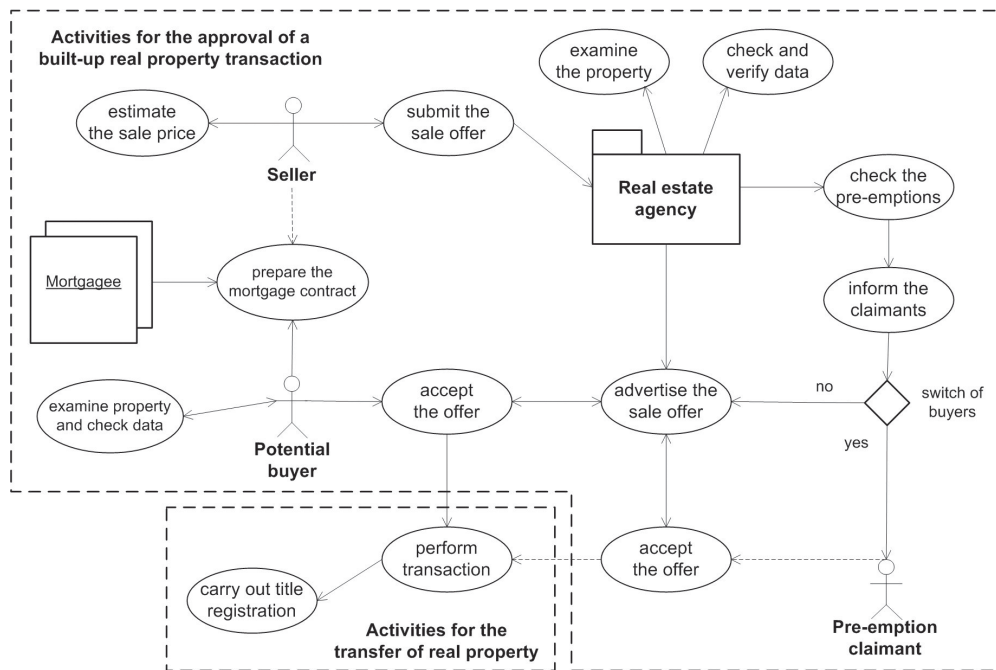 Activities for the approval of a
built-up real property transaction
examine
the property
check and
verify data
estimate
the sale price
submit the
sale offer
Seller
Real estate
agency
check the
pre-emptions
Mortgagee
prepare the
mortgage contract
inform the
claimants
examine property
and check data
Potential
buyer
accept
the offer
advertise the
sale offer
no
switch of
buyers
yes
perform
transaction
accept
the offer
carry out title
registration
Activities for the
transfer of real property
Pre-emption
claimant